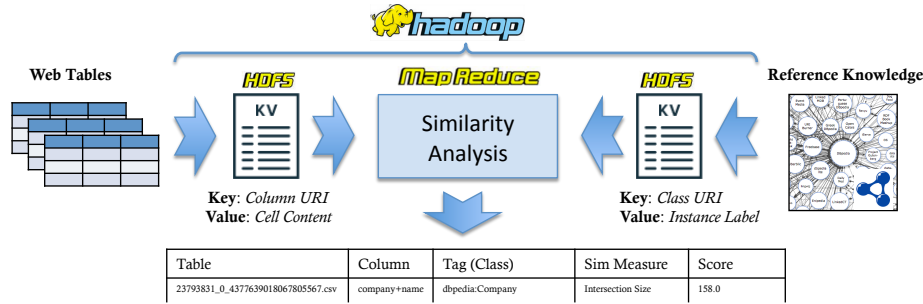 hadoop
Web Tables
HDFS
Map Reduce
HDFS
Reference Knowledge
KV
Similarity
Analysis
KV
Key: Column URI
Value: Cell Content
Key: Class URI
Value: Instance Label
Table Column Tag (Class) Sim Measure Score
23793831_0_4377639018067805567.csv company+name dbpedia:Company Intersection Size 158.0